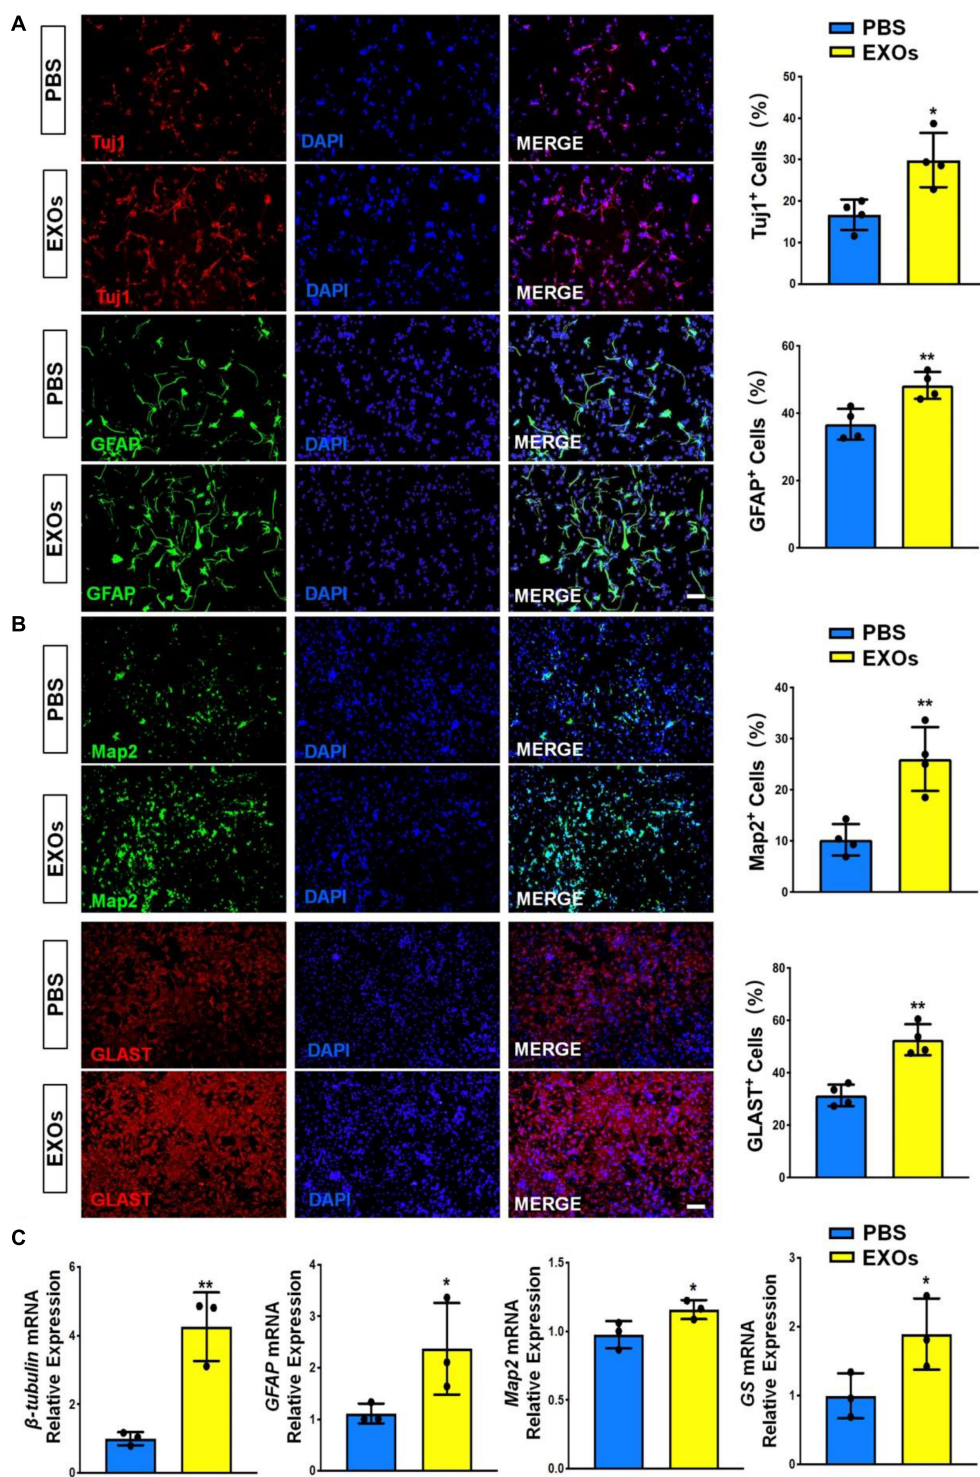 A
PBS
Tuj1
DAPI
MERGE
EXOs
Tuj1
DAPI
MERGE
PBS
GFAP
DAPI
MERGE
EXOs
GFAP
DAPI
MERGE
PBS
EXOs
Tuj1+ Cells (%)
50
40
30
20
10
0
*
GFAP+ Cells (%)
60
40
20
0
**
B
PBS
Map2
DAPI
MERGE
EXOs
Map2
DAPI
MERGE
PBS
GLAST
DAPI
MERGE
EXOs
GLAST
DAPI
MERGE
PBS
EXOs
Map2+ Cells (%)
40
30
20
10
0
**
GLAST+ Cells (%)
80
60
40
20
0
**
C
β-tubulin mRNA
Relative Expression
6
4
2
0
**
GFAP mRNA
Relative Expression
4
3
2
1
0
*
Map2 mRNA
Relative Expression
1.5
1.0
0.5
0.0
*
PBS
EXOs
GS mRNA
Relative Expression
3
2
1
0
*